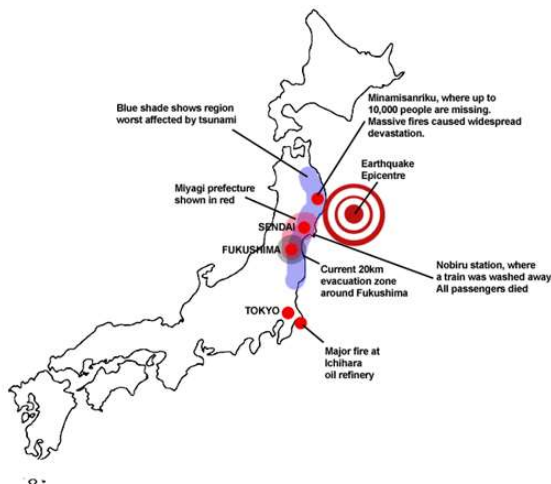 Blue shade shows region
worst affected by tsunami
Minamisanriku, where up to
10,000 people are missing.
Massive fires caused widespread
devastation.
Earthquake
Epicentre
Miyagi prefecture
shown in red
SENDAI
FUKUSHIMA
Nobiru station, where
a train was washed away
All passengers died
Current 20km
evacuation zone
around Fukushima
TOKYO
Major fire at
Ichihara
oil refinery